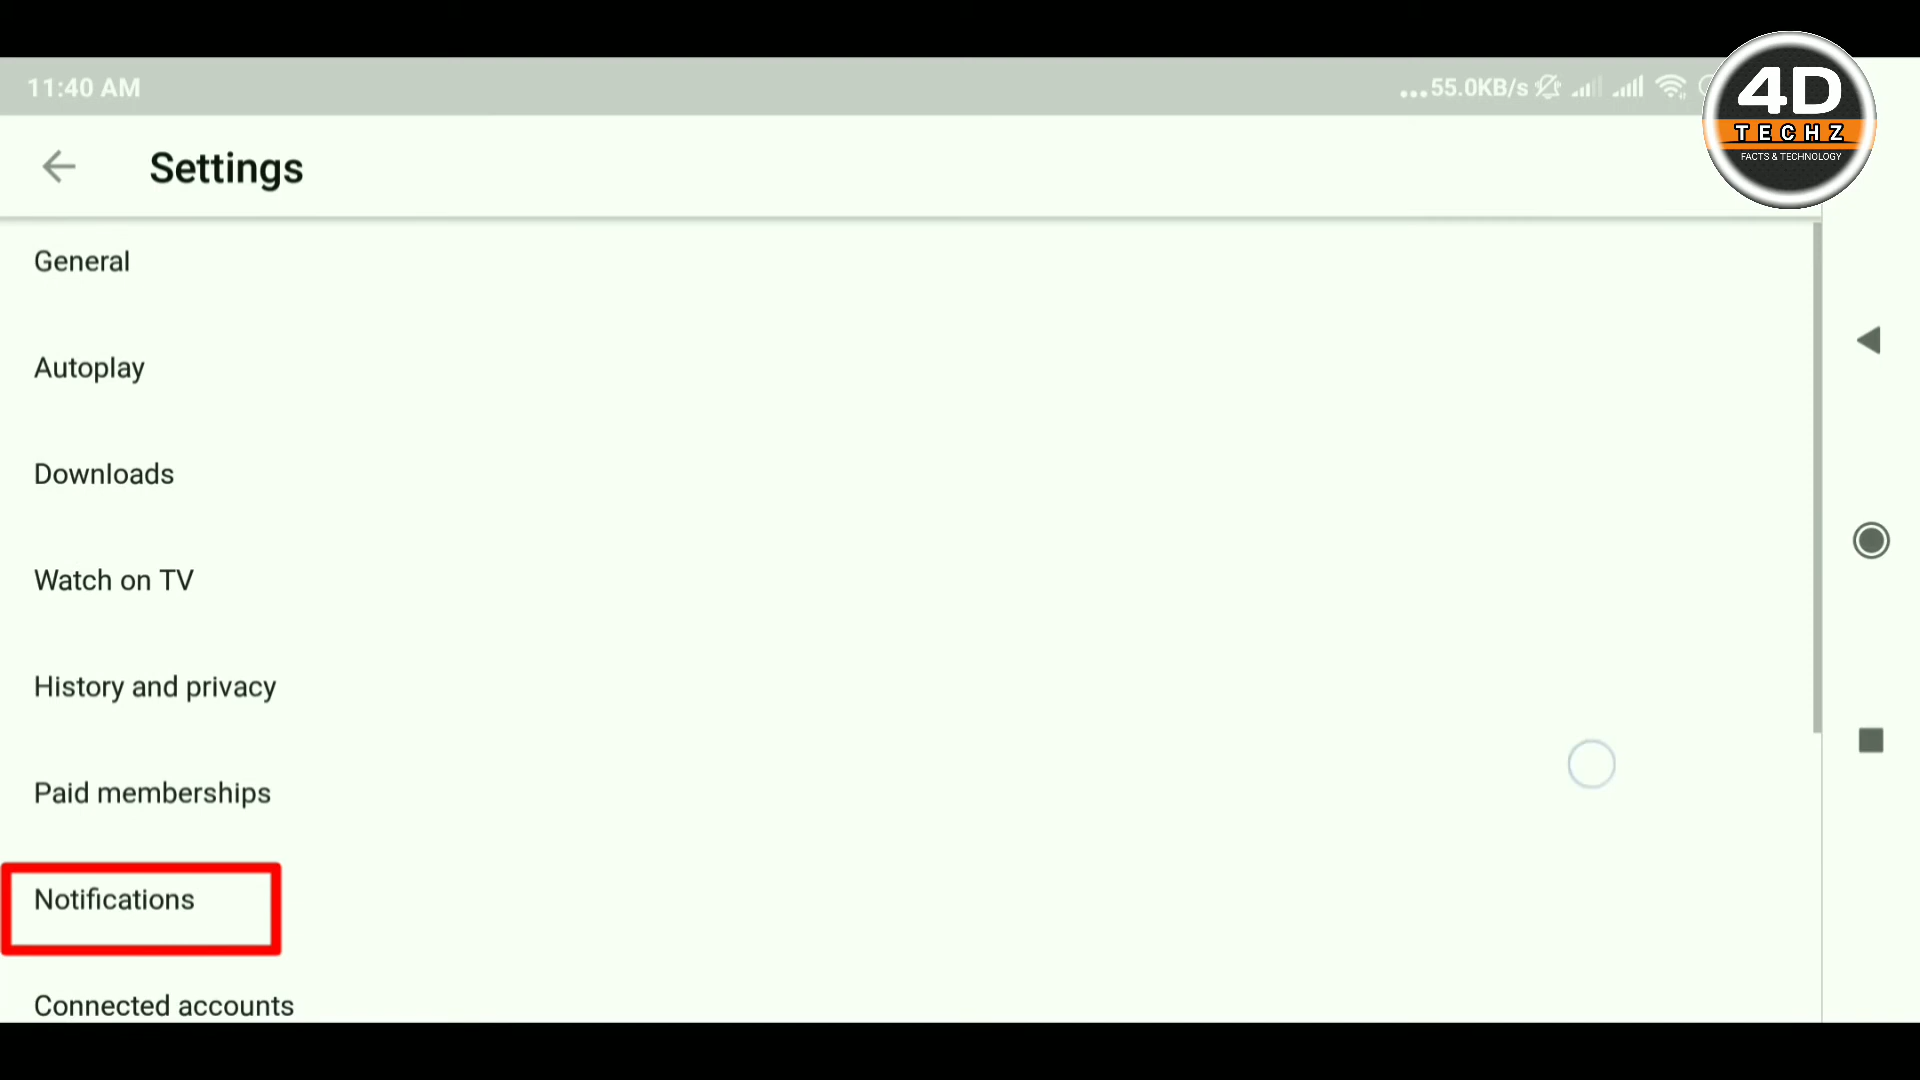 11:40 AM
...55.0KB/s
4D
TECHZ
FACTS & TECHNOLOGY
Settings
General
Autoplay
Downloads
Watch on TV
History and privacy
Paid memberships
Notifications
Connected accounts